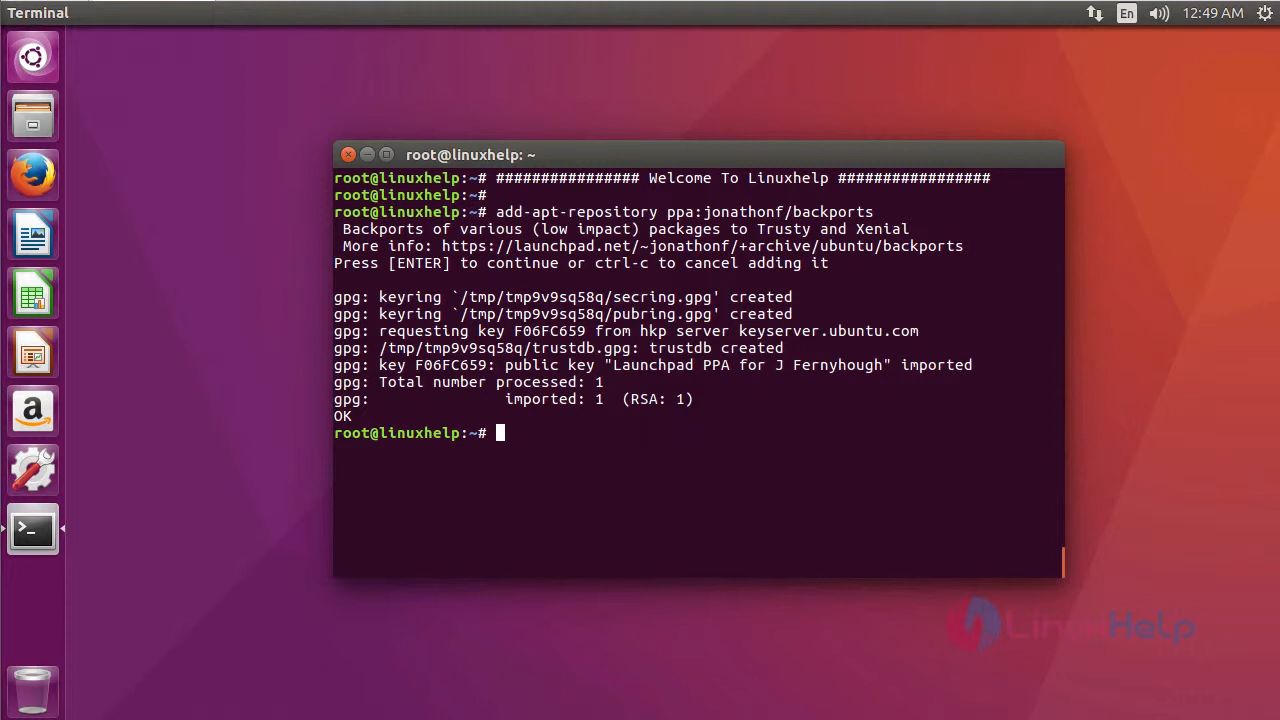 Terminal
En
12:49 AM
root@linuxhelp: ~
root@linuxhelp:~# ################ Welcome To Linuxhelp #################
root@linuxhelp:~#
root@linuxhelp:~# add-apt-repository ppa:jonathonf/backports
Backports of various (low impact) packages to Trusty and Xenial
More info: https://launchpad.net/~jonathonf/+archive/ubuntu/backports
Press [ENTER] to continue or ctrl-c to cancel adding it
gpg: keyring `/tmp/tmp9v9sq58q/secring.gpg' created
gpg: keyring `/tmp/tmp9v9sq58q/pubring.gpg' created
gpg: requesting key F06FC659 from hkp server keyserver.ubuntu.com
gpg: /tmp/tmp9v9sq58q/trustdb.gpg: trustdb created
gpg: key F06FC659: public key "Launchpad PPA for J Fernyhough" imported
gpg: Total number processed: 1
gpg:               imported: 1  (RSA: 1)
OK
root@linuxhelp:~#
a
>_
LinuxHelp